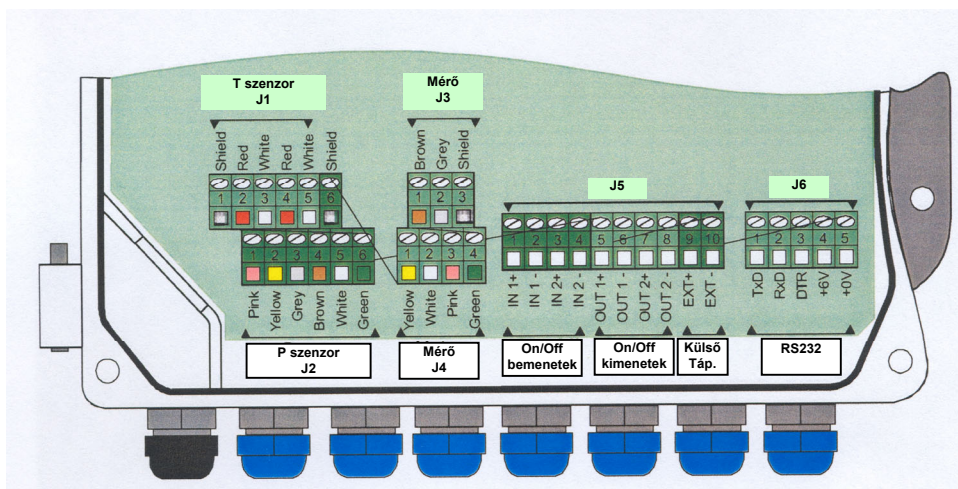 T szenzor
J1
Mérő
J3
Shield
Red
White
Red
White
Shield
Brown
Grey
Shield
1 2 3 4 5 6
1 2 3
J5
J6
1 2 3 4 5 6
1 2 3 4
1 2 3 4 5 6 7 8 9 10
1 2 3 4 5
Pink
Yellow
Grey
Brown
White
Green
Yellow
White
Pink
Green
IN 1+
IN 1 -
IN 2+
IN 2 -
OUT 1+
OUT 1 -
OUT 2+
OUT 2 -
EXT+
EXT -
TxD
RxD
DTR
+6V
+0V
P szenzor
J2
Mérő
J4
On/Off
bemenetek
On/Off
kimenetek
Külső
Táp.
RS232